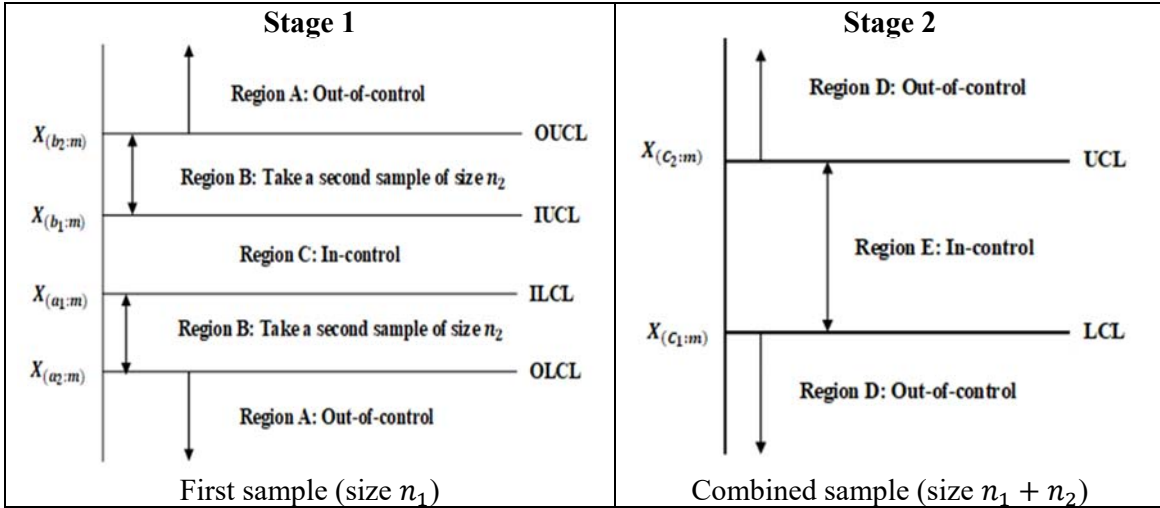 Stage 1
Region A: Out-of-control
X(b₂:m) OUCL
Region B: Take a second sample of size n₂
X(b₁:m) IUCL
Region C: In-control
X(a₁:m) ILCL
Region B: Take a second sample of size n₂
X(a₂:m) OLCL
Region A: Out-of-control
First sample (size n₁)
Stage 2
Region D: Out-of-control
X(C₂:m) UCL
Region E: In-control
X(C₁:m) LCL
Region D: Out-of-control
Combined sample (size n₁ + n₂)